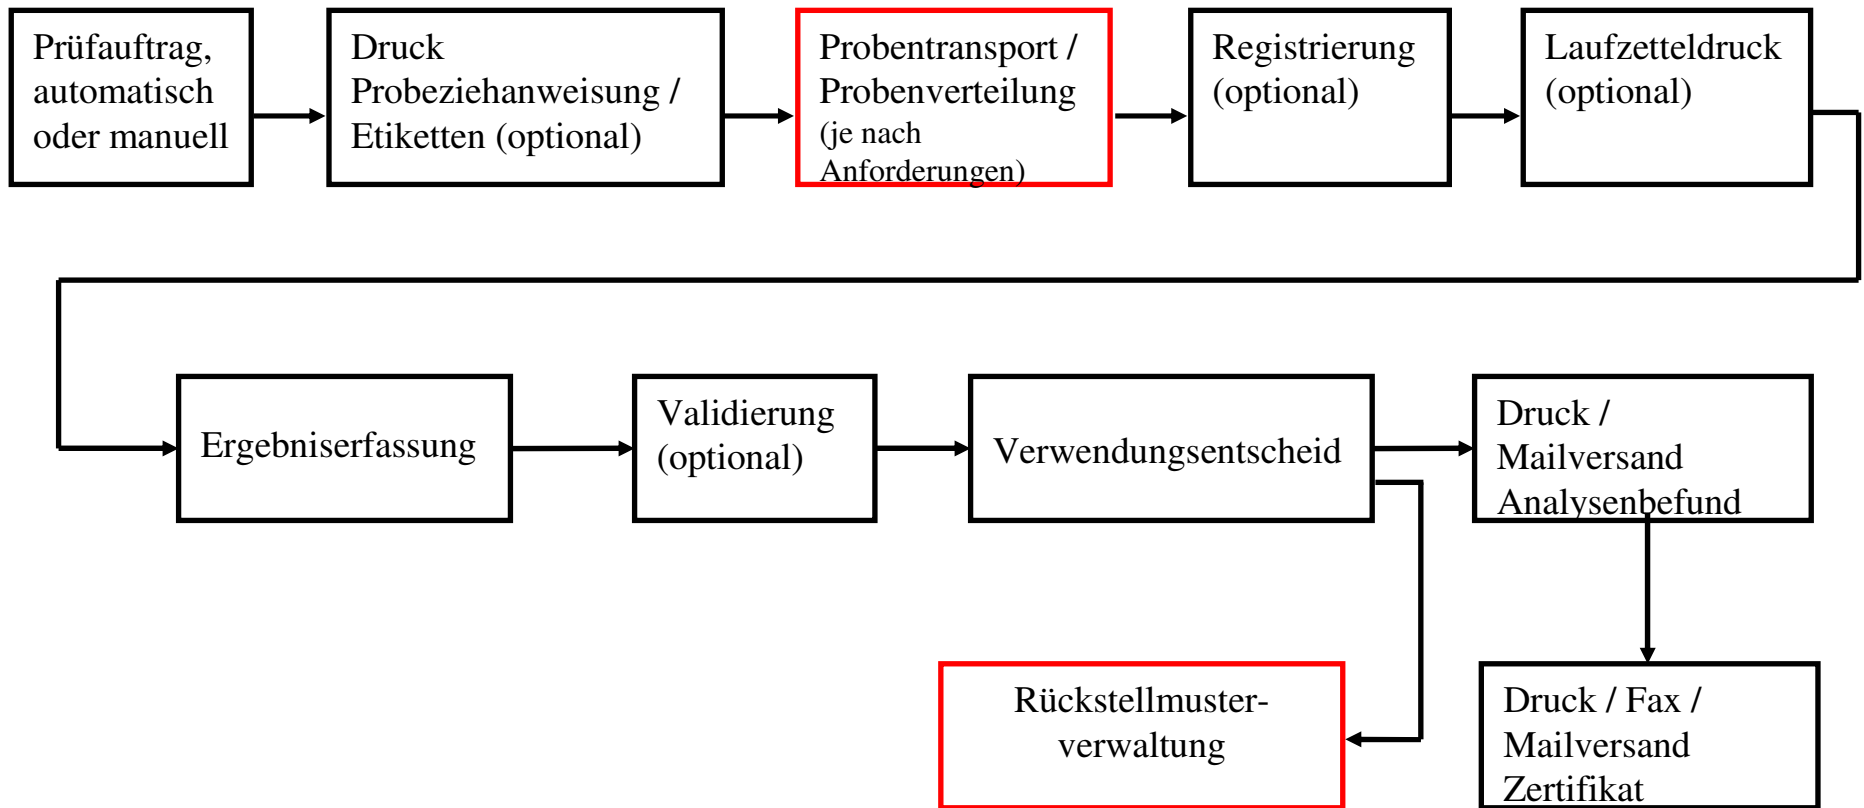 Prüfauftrag,
automatisch
oder manuell
Druck
Probeziehanweisung /
Etiketten (optional)
Probentransport /
Probenverteilung
(je nach
Anforderungen)
Registrierung
(optional)
Laufzetteldruck
(optional)
Ergebniserfassung
Validierung
(optional)
Verwendungsentscheid
Druck /
Mailversand
Analysenbefund
Rückstellmuster-
verwaltung
Druck / Fax /
Mailversand
Zertifikat